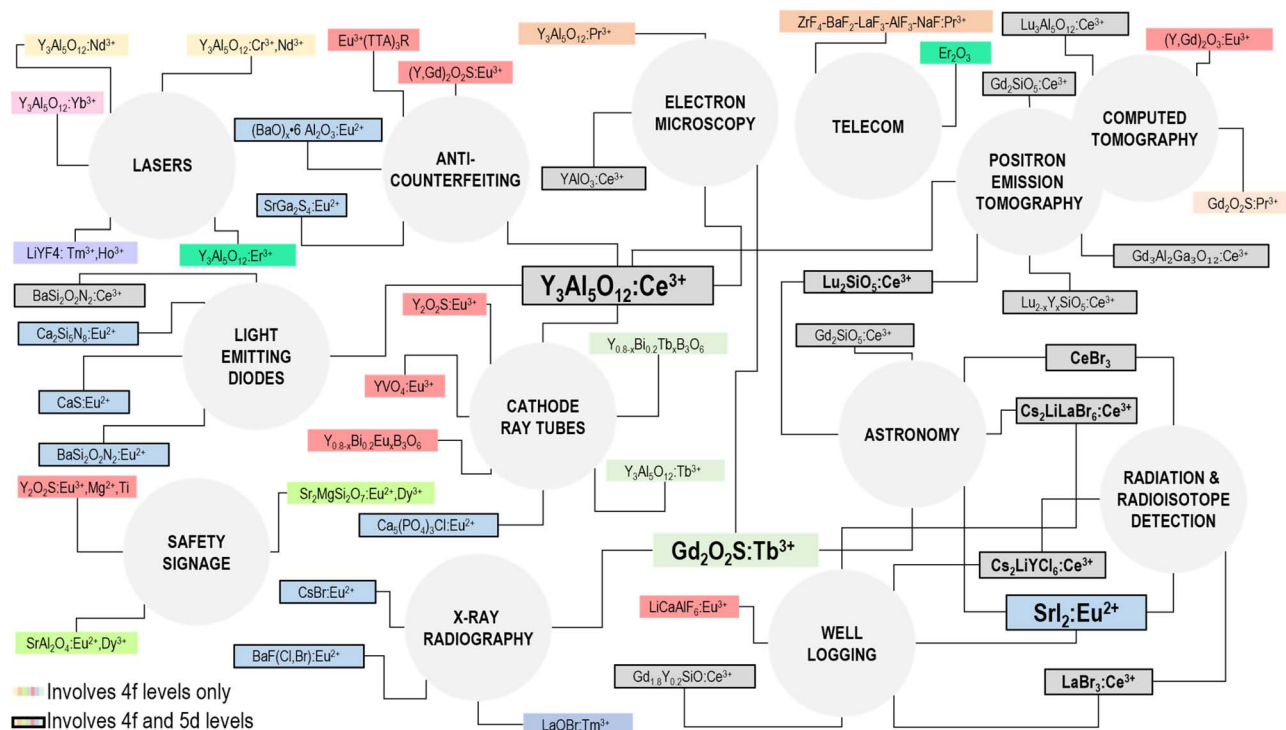 Y₃Al₅O₁₂:Nd³⁺
Y₃Al₅O₁₂:Cr³⁺,Nd³⁺
Eu³⁺(TTA)₃R
Y₃Al₅O₁₂:Pr³⁺
ZrF₄-BaF₂-LaF₃-AlF₃-NaF:Pr³⁺
Lu₃Al₅O₁₂:Ce³⁺
(Y,Gd)₂O₃:Eu³⁺
(Y,Gd)₂O₂S:Eu³⁺
Er₂O₃
Gd₂SiO₅:Ce³⁺
Y₃Al₅O₁₂:Yb³⁺
(BaO)ₓ•6 Al₂O₃:Eu²⁺
LASERS
ANTI-
COUNTERFEITING
ELECTRON
MICROSCOPY
TELECOM
COMPUTED
TOMOGRAPHY
POSITRON
EMISSION
TOMOGRAPHY
YAlO₃:Ce³⁺
SrGa₂S₄:Eu²⁺
Gd₂O₂S:Pr³⁺
LiYF4: Tm³⁺,Ho³⁺
Y₃Al₅O₁₂:Er³⁺
Gd₃Al₂Ga₃O₁₂:Ce³⁺
BaSi₂O₂N₂:Ce³⁺
Y₃Al₅O₁₂:Ce³⁺
Lu₂SiO₅:Ce³⁺
Lu₂₋ₓYₓSiO₅:Ce³⁺
Ca₂Si₅N₈:Eu²⁺
LIGHT
EMITTING
DIODES
Y₂O₂S:Eu³⁺
Y₀.₈₋ₓBi₀.₂TbₓB₃O₆
Gd₂SiO₅:Ce³⁺
CeBr₃
CaS:Eu²⁺
YVO₄:Eu³⁺
CATHODE
RAY TUBES
Cs₂LiLaBr₆:Ce³⁺
ASTRONOMY
BaSi₂O₂N₂:Eu²⁺
Y₀.₈₋ₓBi₀.₂EuₓB₃O₆
Y₃Al₅O₁₂:Tb³⁺
RADIATION &
RADIOISOTOPE
DETECTION
Y₂O₂S:Eu³⁺,Mg²⁺,Ti
Sr₂MgSi₂O₇:Eu²⁺,Dy³⁺
Ca₅(PO₄)₃Cl:Eu²⁺
SAFETY
SIGNAGE
Gd₂O₂S:Tb³⁺
Cs₂LiYCl₆:Ce³⁺
CsBr:Eu²⁺
X-RAY
RADIOGRAPHY
LiCaAlF₆:Eu³⁺
WELL
LOGGING
SrI₂:Eu²⁺
SrAl₂O₄:Eu²⁺,Dy³⁺
BaF(Cl,Br):Eu²⁺
Gd₁.₈Y₀.₂SiO:Ce³⁺
LaBr₃:Ce³⁺
Involves 4f levels only
Involves 4f and 5d levels
LaOBr:Tm³⁺